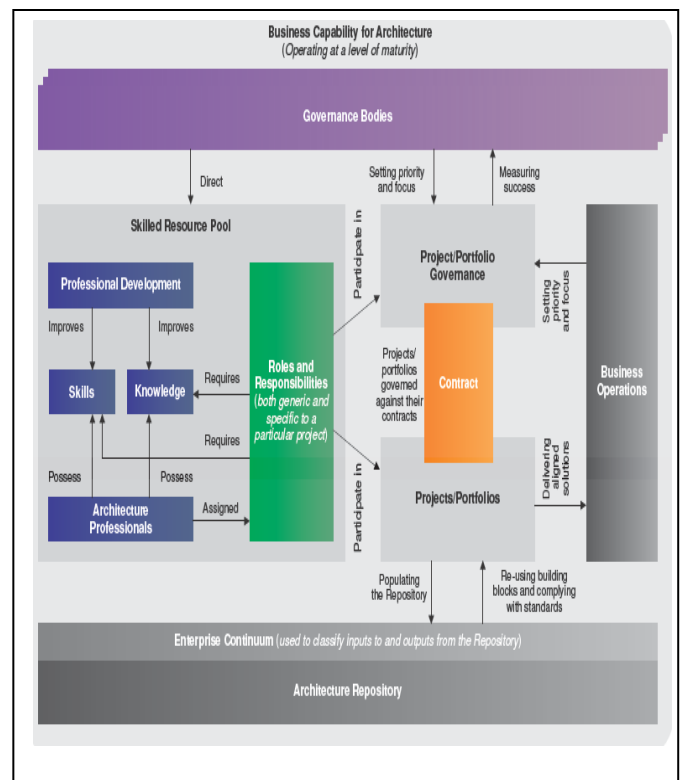 Business Capability for Architecture
(Operating at a level of maturity)
Governance Bodies
Direct
Setting priority
and focus
Measuring
success
Skilled Resource Pool
Participate in
Project/Portfolio
Governance
Setting
priority
and focus
Professional Development
Improves
Improves
Skills
Knowledge
Requires
Requires
Roles and
Responsibilities
(both generic and
specific to a
particular project)
Projects/
portfolios
governed
against their
contracts
Contract
Business
Operations
Possess
Possess
Architecture
Professionals
Assigned
Participate in
Projects/Portfolios
Delivering
aligned
solutions
Populating
the Repository
Re-using building
blocks and complying
with standards
Enterprise Continuum (used to classify inputs to and outputs from the Repository)
Architecture Repository